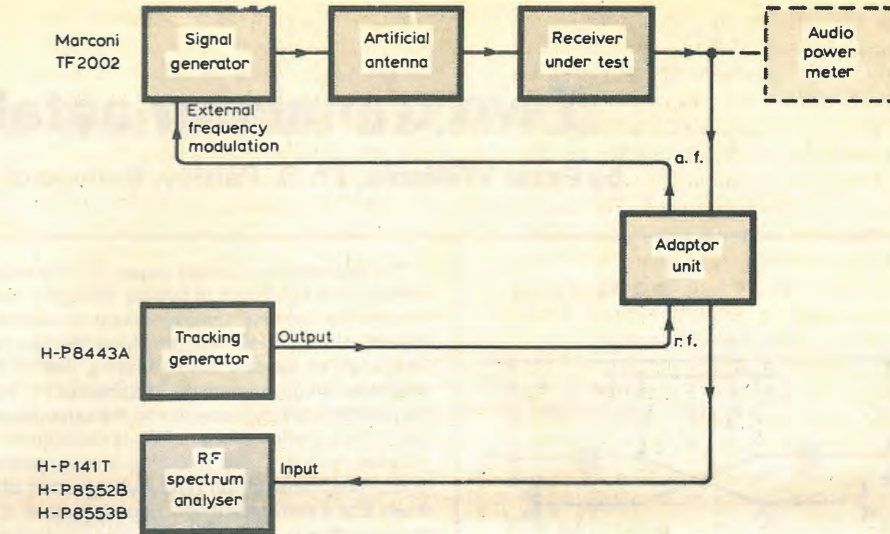 Marconi
TF2002
Signal
generator
Artificial
antenna
Receiver
under test
Audio
power
meter
External
frequency
modulation
a.f.
Adaptor
unit
H-P8443A
Tracking
generator
Output
r.f.
H-P141T
H-P8552B
H-P8553B
RF
spectrum
analyser
Input